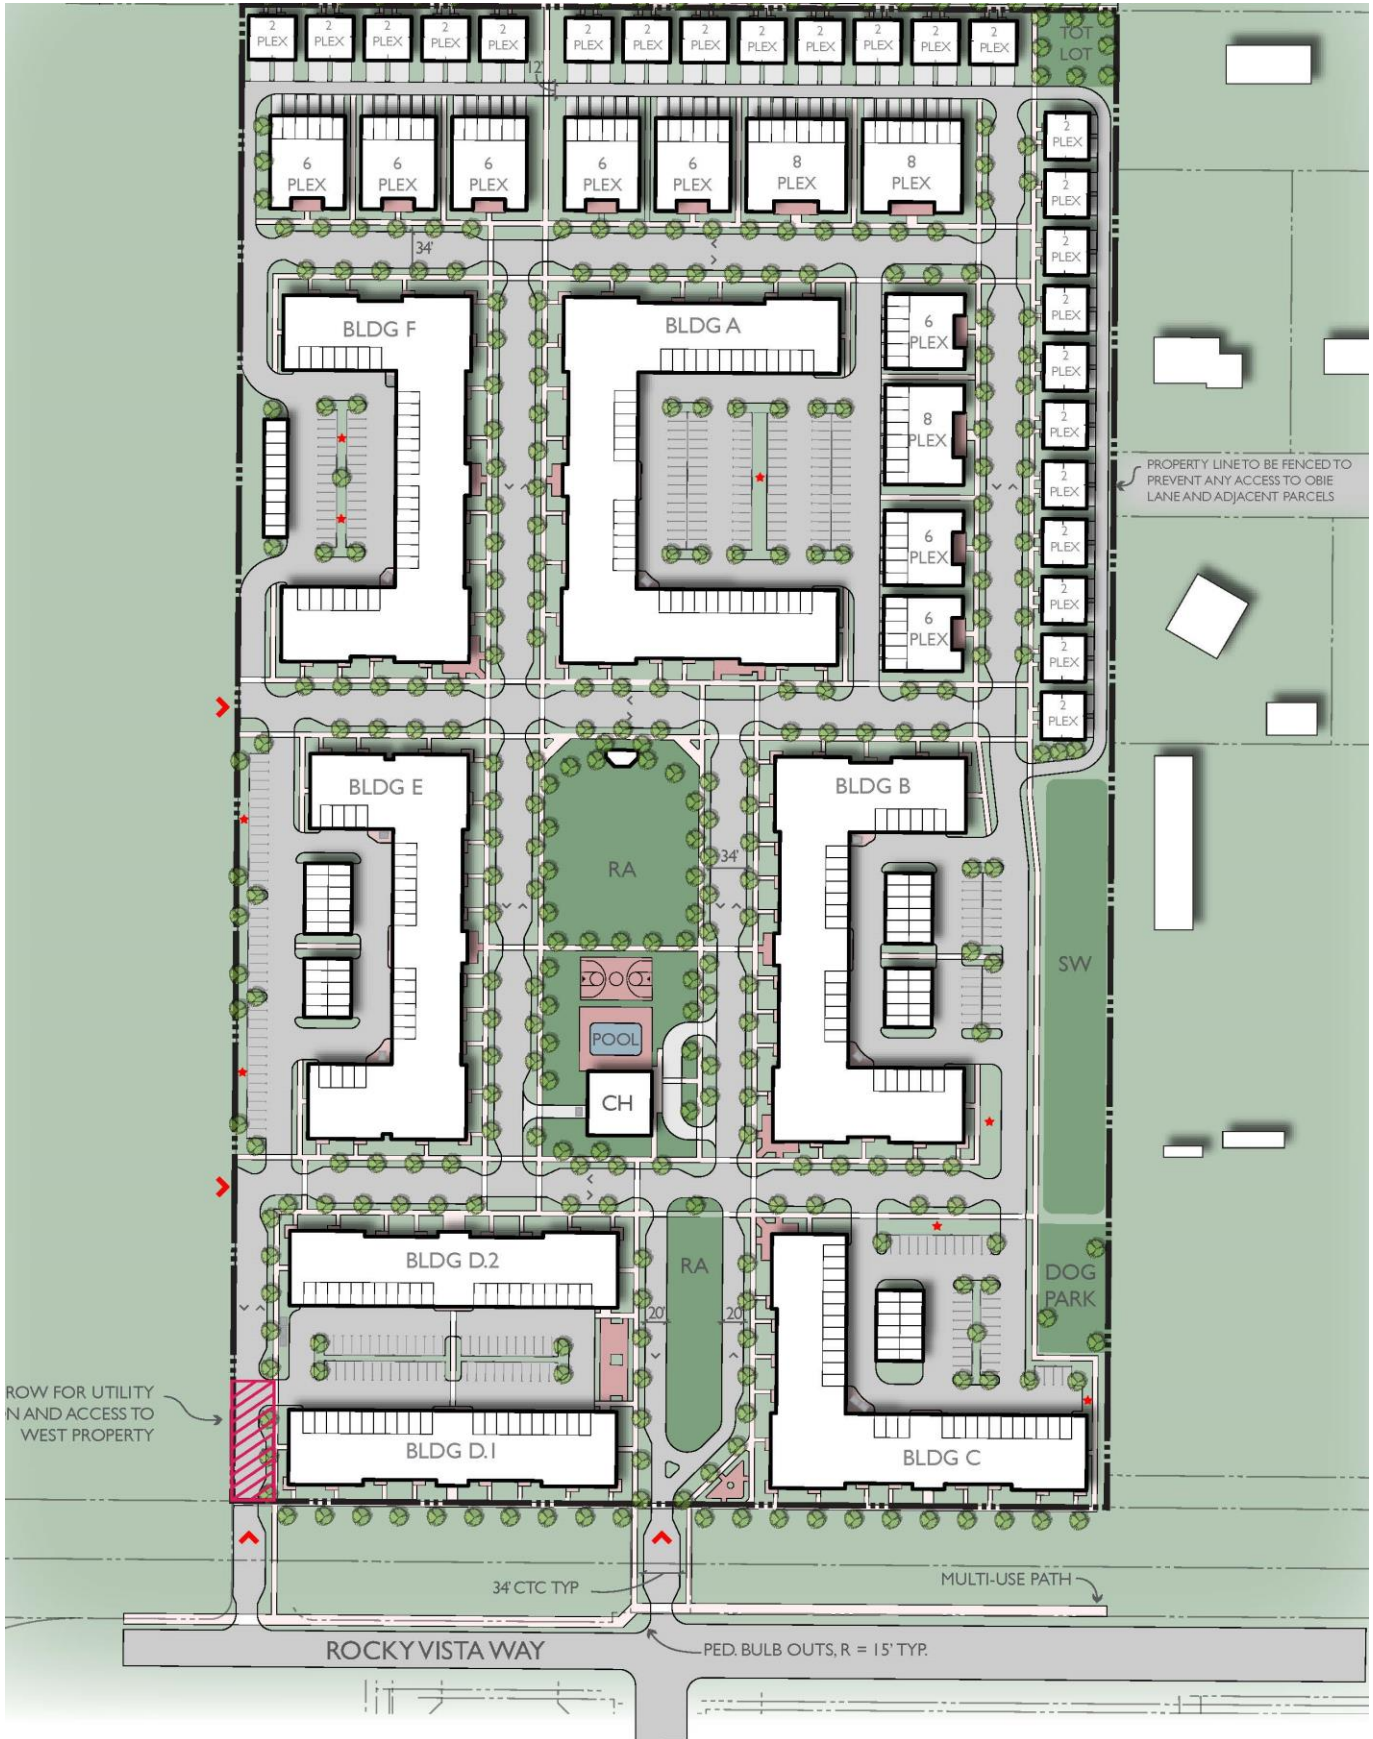 2
PLEX
2
PLEX
2
PLEX
2
PLEX
2
PLEX
2
PLEX
2
PLEX
2
PLEX
2
PLEX
2
PLEX
2
PLEX
2
PLEX
2
PLEX
TOT
LOT
12'
6
PLEX
6
PLEX
6
PLEX
6
PLEX
6
PLEX
8
PLEX
8
PLEX
2
PLEX
2
PLEX
2
PLEX
2
PLEX
2
PLEX
2
PLEX
2
PLEX
2
PLEX
2
PLEX
2
PLEX
2
PLEX
34'
BLDG F
BLDG A
6
PLEX
8
PLEX
6
PLEX
6
PLEX
PROPERTY LINE TO BE FENCED TO
PREVENT ANY ACCESS TO OBIE
LANE AND ADJACENT PARCELS
BLDG E
BLDG B
RA
34'
SW
POOL
CH
BLDG D.2
RA
20'
20'
DOG
PARK
ROW FOR UTILITY
N AND ACCESS TO
WEST PROPERTY
BLDG D.1
BLDG C
34' CTC TYP
MULTI-USE PATH
ROCKY VISTA WAY
PED. BULB OUTS, R = 15' TYP.